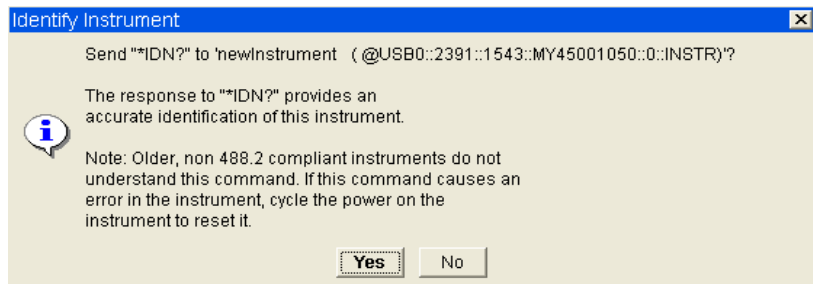 Identify Instrument
Send "*IDN?" to 'newInstrument ( @USB0::2391::1543::MY45001050::0::INSTR)'?
The response to "*IDN?" provides an
accurate identification of this instrument.
Note: Older, non 488.2 compliant instruments do not
understand this command. If this command causes an
error in the instrument, cycle the power on the
instrument to reset it.
Yes No